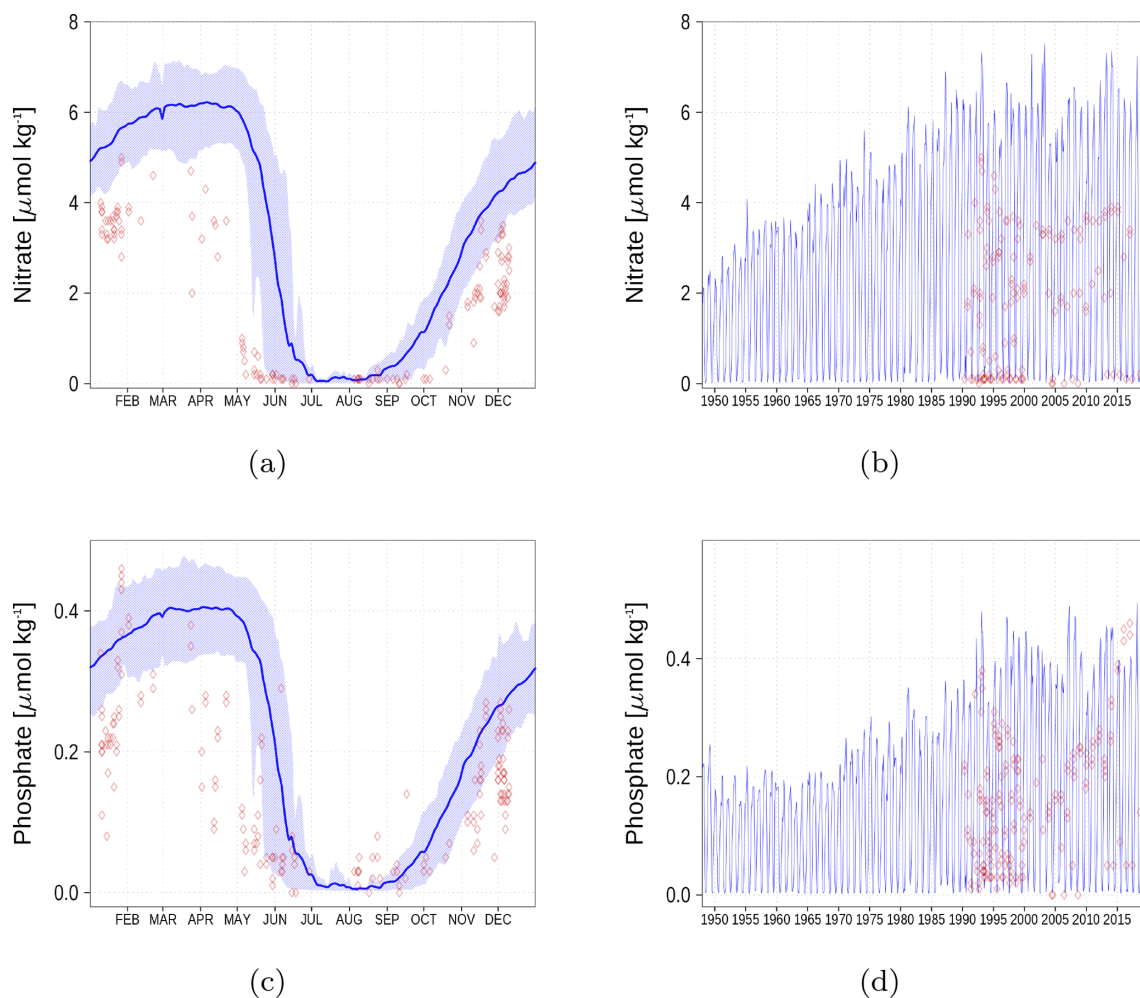 Nitrate [μmol kg⁻¹]
8
6
4
2
0
FEB MAR APR MAY JUN JUL AUG SEP OCT NOV DEC
(a)
Nitrate [μmol kg⁻¹]
8
6
4
2
0
1950 1955 1960 1965 1970 1975 1980 1985 1990 1995 2000 2005 2010 2015
(b)
Phosphate [μmol kg⁻¹]
0.4
0.2
0.0
FEB MAR APR MAY JUN JUL AUG SEP OCT NOV DEC
(c)
Phosphate [μmol kg⁻¹]
0.4
0.2
0.0
1950 1955 1960 1965 1970 1975 1980 1985 1990 1995 2000 2005 2010 2015
(d)